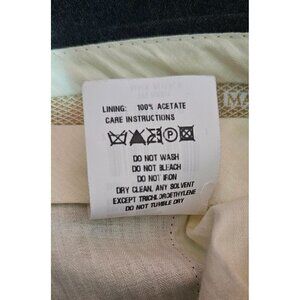 LINING: 100% ACETATE
CARE INSTRUCTIONS
P
DO NOT WASH
DO NOT BLEACH
DO NOT IRON
DRY CLEAN, ANY SOLVENT
EXCEPT TRICHLOROETHYLENE
DO NOT TUMBLE DRY
MA